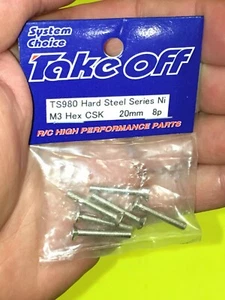 System
Choice
Take Off
TS980 Hard Steel Series Ni
M3 Hex CSK 20mm 8p
R/C HIGH PERFORMANCE PARTS